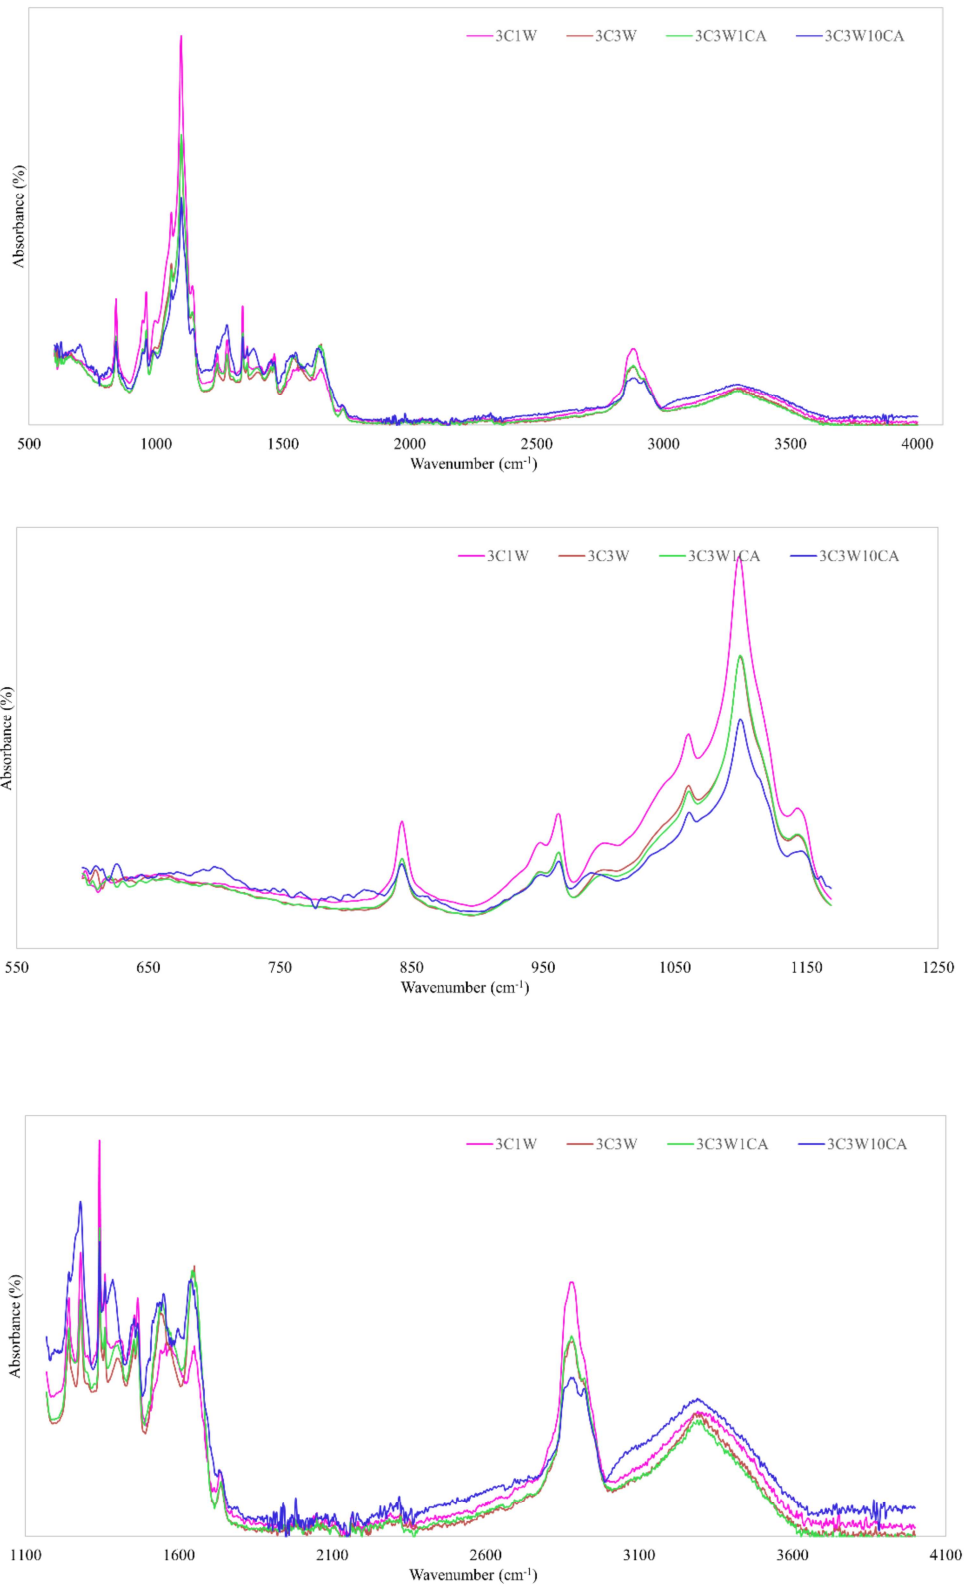 3C1W 3C3W 3C3W1CA 3C3W10CA
Absorbance (%)
500 1000 1500 2000 2500 3000 3500 4000
Wavenumber (cm-1)
3C1W 3C3W 3C3W1CA 3C3W10CA
Absorbance (%)
550 650 750 850 950 1050 1150 1250
Wavenumber (cm-1)
3C1W 3C3W 3C3W1CA 3C3W10CA
Absorbance (%)
1100 1600 2100 2600 3100 3600 4100
Wavenumber (cm-1)